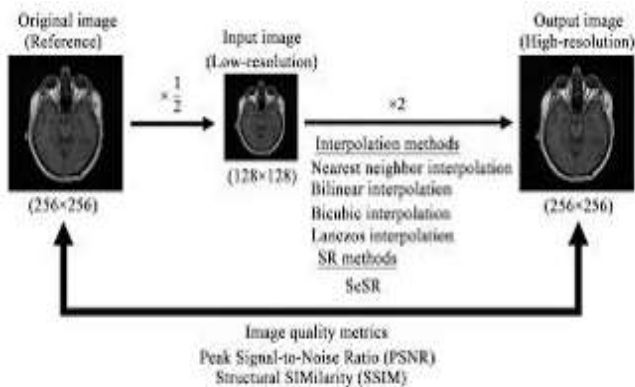 Original image
(Reference)
(256×256)
× 1/2
Input image
(Low-resolution)
(128×128)
×2
Interpolation methods
Nearest neighbor interpolation
Bilinear interpolation
Bicubic interpolation
Lanczos interpolation
SR methods
SeSR
Output image
(High-resolution)
(256×256)
Image quality metrics
Peak Signal-to-Noise Ratio (PSNR)
Structural SIMilarity (SSIM)